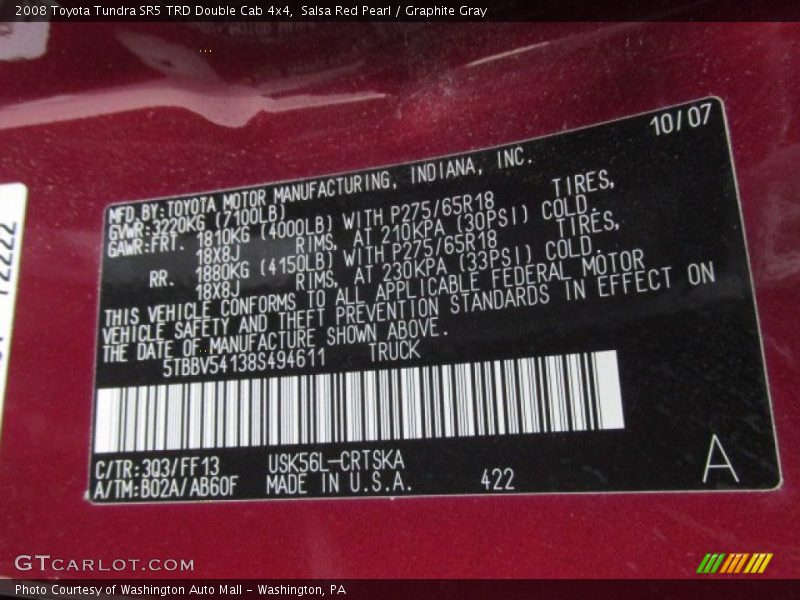 2008 Toyota Tundra SR5 TRD Double Cab 4x4, Salsa Red Pearl / Graphite Gray
10/07
MFD.BY:TOYOTA MOTOR MANUFACTURING, INDIANA, INC.
GVWR:3220KG (7100LB)
GAWR:FRT. 1810KG (4000LB) WITH P275/65R18 TIRES,
18X8J RIMS, AT 210KPA (30PSI) COLD.
RR. 1880KG (4150LB) WITH P275/65R18 TIRES,
18X8J RIMS, AT 230KPA (33PSI) COLD.
THIS VEHICLE CONFORMS TO ALL APPLICABLE FEDERAL MOTOR
VEHICLE SAFETY AND THEFT PREVENTION STANDARDS IN EFFECT ON
THE DATE OF MANUFACTURE SHOWN ABOVE.
5TBBV54138S494611 TRUCK
C/TR:3Q3/FF13 USK56L-CRTSKA
A/TM:B02A/AB60F MADE IN U.S.A. 422
A
GTCARLOT.COM
Photo Courtesy of Washington Auto Mall - Washington, PA